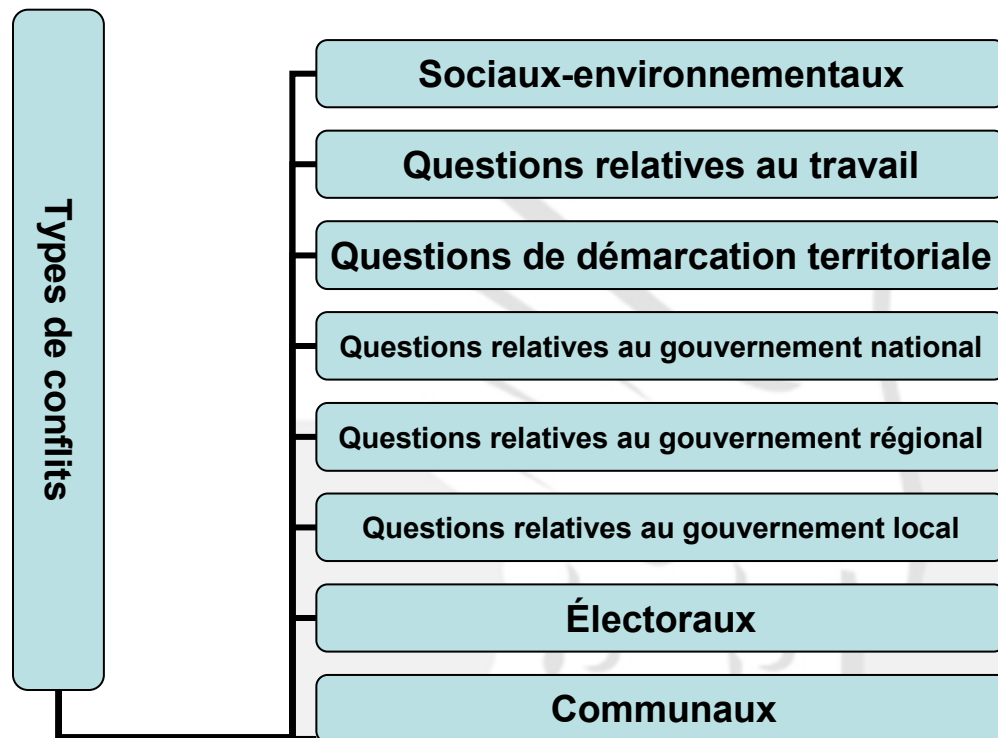 Types de conflits
Sociaux-environnementaux
Questions relatives au travail
Questions de démarcation territoriale
Questions relatives au gouvernement national
Questions relatives au gouvernement régional
Questions relatives au gouvernement local
Électoraux
Communaux